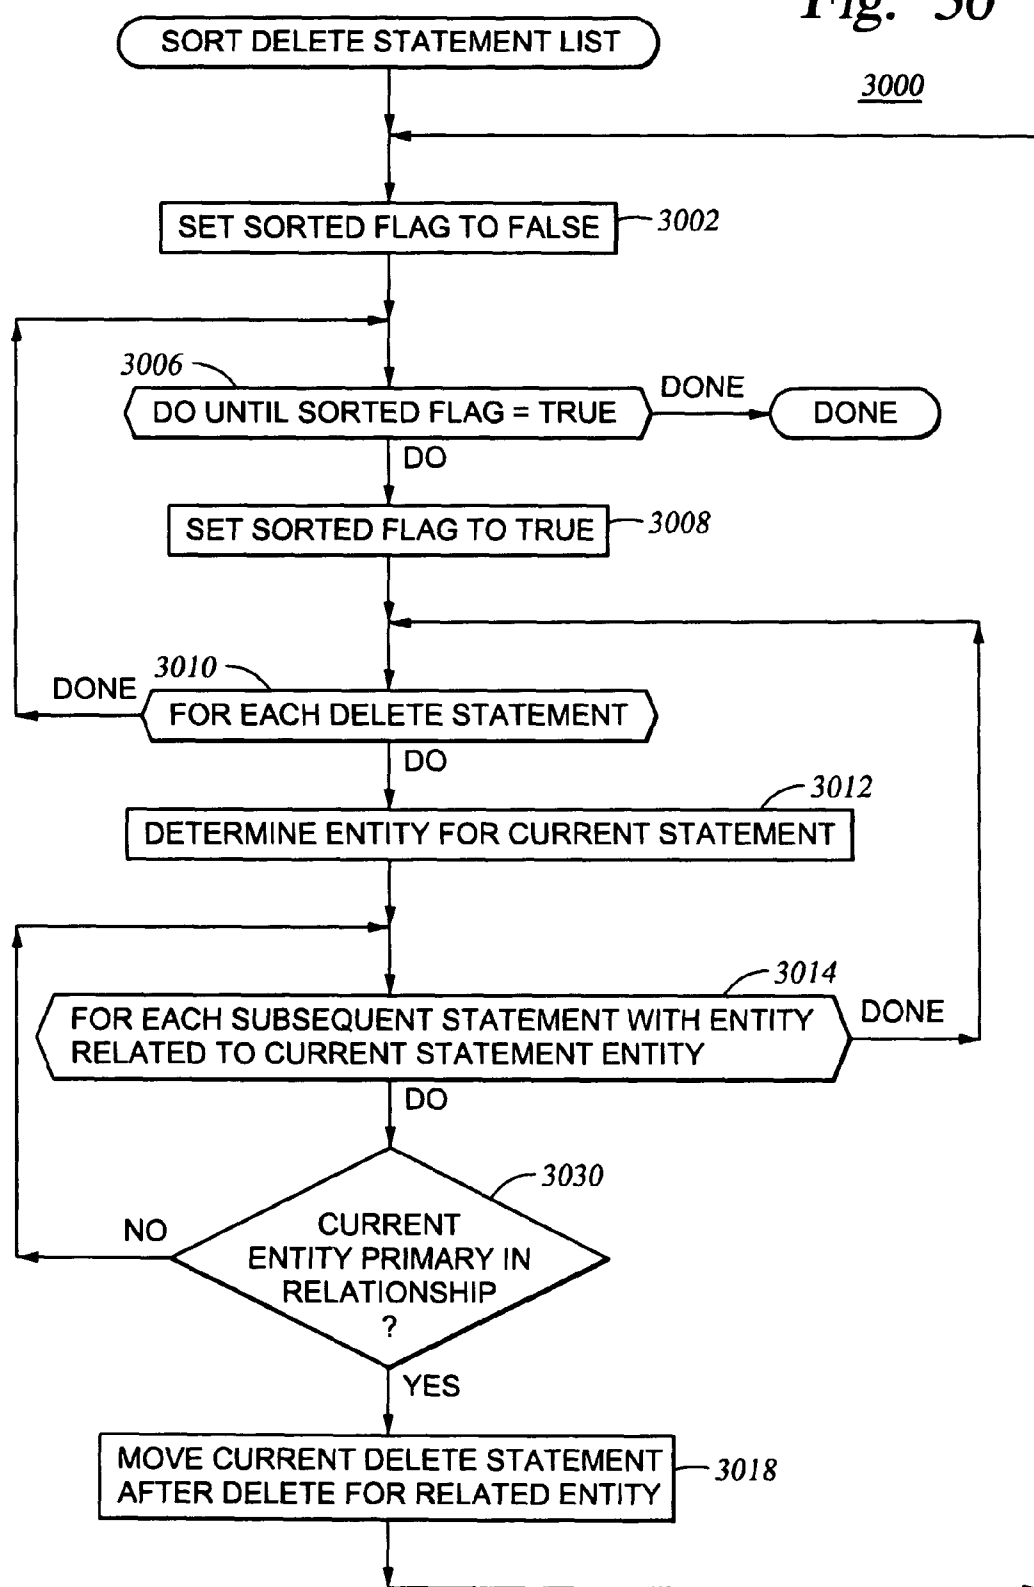 Fig. 30
SORT DELETE STATEMENT LIST
3000
SET SORTED FLAG TO FALSE
3002
3006
DO UNTIL SORTED FLAG = TRUE
DONE
DONE
DO
SET SORTED FLAG TO TRUE
3008
3010
DONE
FOR EACH DELETE STATEMENT
DO
3012
DETERMINE ENTITY FOR CURRENT STATEMENT
3014
FOR EACH SUBSEQUENT STATEMENT WITH ENTITY
RELATED TO CURRENT STATEMENT ENTITY
DONE
DO
3030
NO
CURRENT
ENTITY PRIMARY IN
RELATIONSHIP
?
YES
MOVE CURRENT DELETE STATEMENT
AFTER DELETE FOR RELATED ENTITY
3018